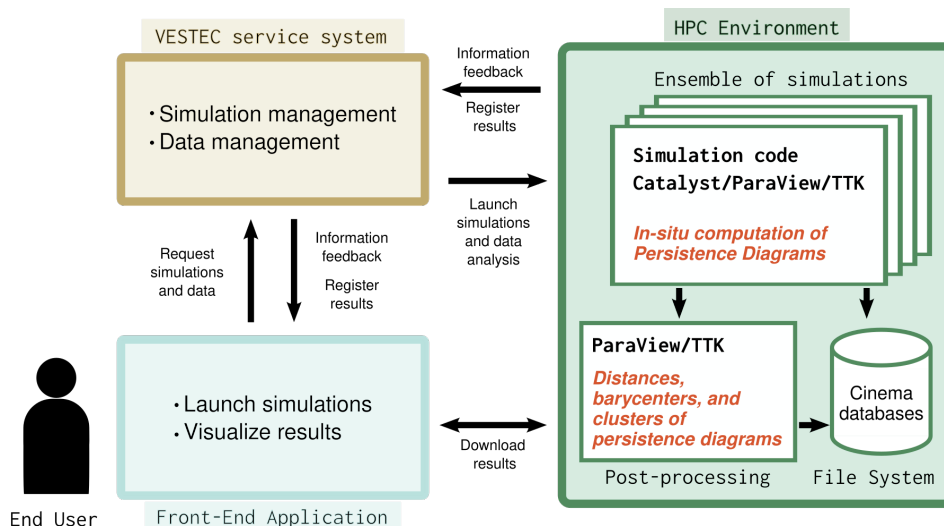 VESTEC service system
• Simulation management
• Data management
Information
feedback
Register
results
Launch
simulations
and data
analysis
HPC Environment
Ensemble of simulations
Simulation code
Catalyst/ParaView/TTK
In-situ computation of
Persistence Diagrams
Request
simulations
and data
Information
feedback
Register
results
ParaView/TTK
Distances,
barycenters, and
clusters of
persistence diagrams
Cinema
databases
Post-processing
File System
• Launch simulations
• Visualize results
Download
results
End User
Front-End Application